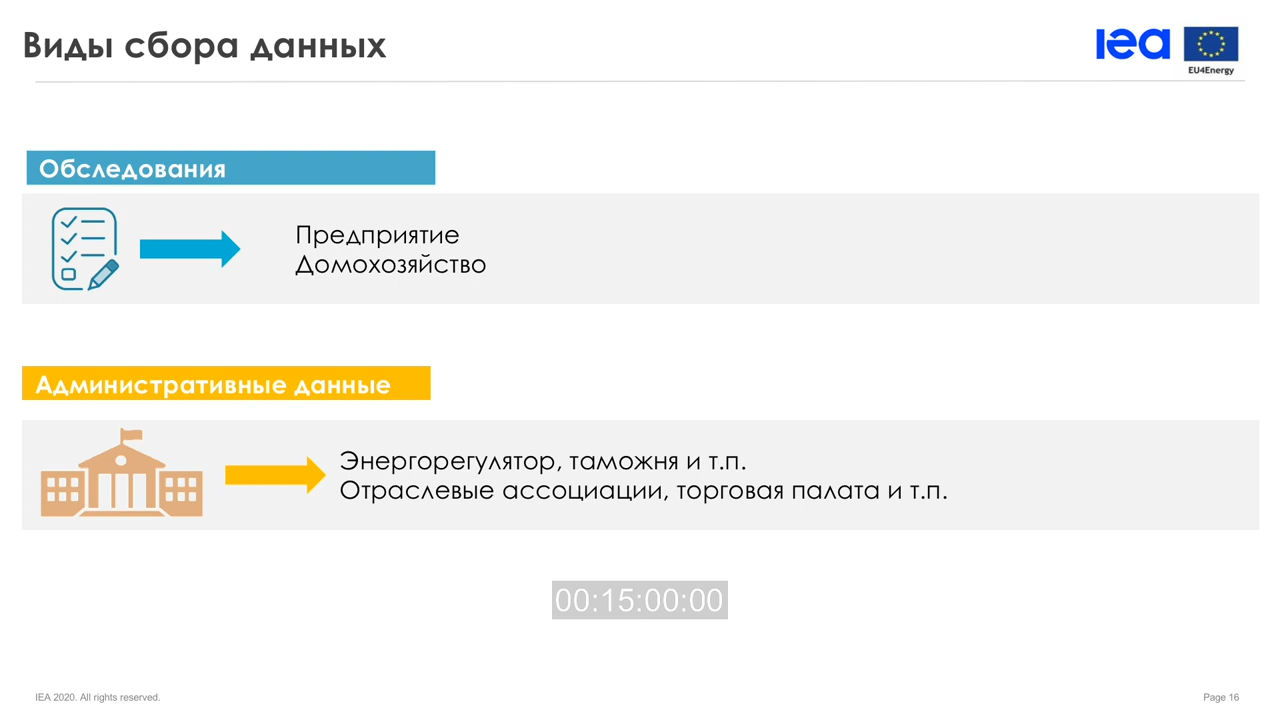 Виды сбора данных
iea
EU4Energy
Обследования
Предприятие
Домохозяйство
Административные данные
Энергорегулятор, таможня и т.п.
Отраслевые ассоциации, торговая палата и т.п.
00:15:00:00
IEA 2020. All rights reserved.
Page 16